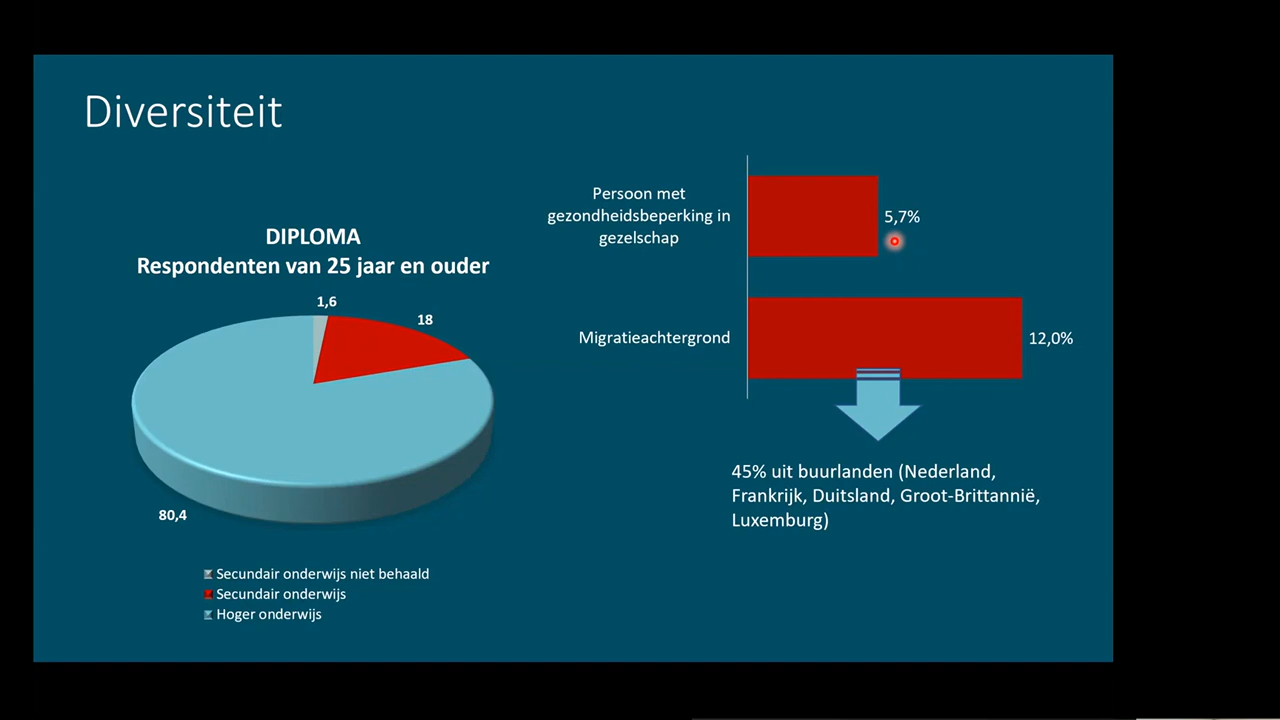 Diversiteit
DIPLOMA
Respondenten van 25 jaar en ouder
1,6
18
80,4
Secundair onderwijs niet behaald
Secundair onderwijs
Hoger onderwijs
Persoon met
gezondheidsbeperking in
gezelschap
5,7%
Migratieachtergrond
12,0%
45% uit buurlanden (Nederland,
Frankrijk, Duitsland, Groot-Brittannië,
Luxemburg)